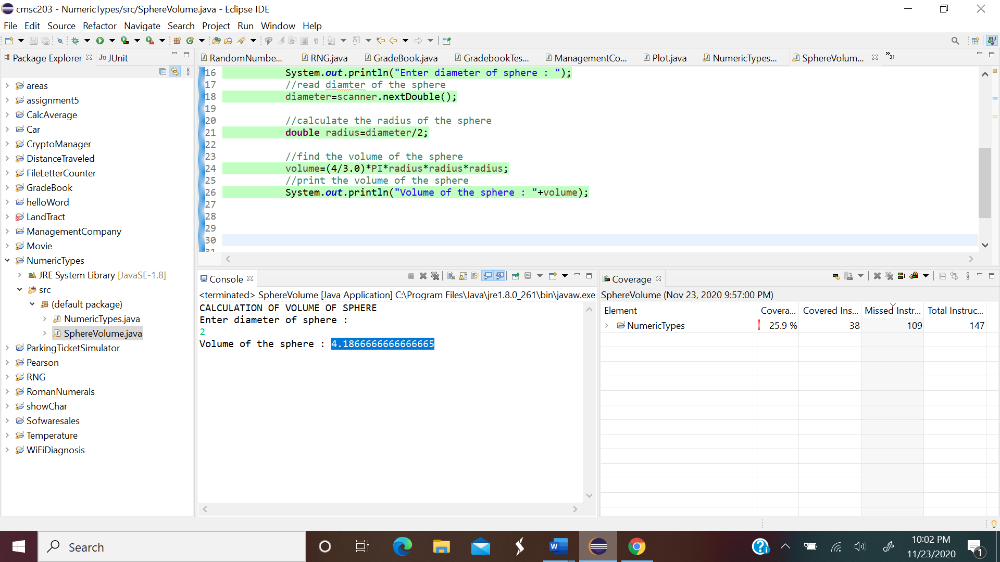 cmsc203 - NumericTypes/src/SphereVolume.java - Eclipse IDE
File Edit Source Refactor Navigate Search Project Run Window Help
Package Explorer
JUnit
areas
assignment5
CalcAverage
Car
CryptoManager
DistanceTraveled
FileLetterCounter
GradeBook
helloWord
LandTract
ManagementCompany
Movie
NumericTypes
JRE System Library [JavaSE-1.8]
src
(default package)
NumericTypes.java
SphereVolume.java
ParkingTicketSimulator
Pearson
RNG
RomanNumerals
showChar
Sofwaresales
Temperature
WiFiDiagnosis
RandomNumbe... RNG.java GradeBook.java GradebookTes... ManagementCo... Plot.java NumericTypes... SphereVolum... »31
16 System.out.println("Enter diameter of sphere : ");
17 //read diamter of the sphere
18 diameter=scanner.nextDouble();
19
20 //calculate the radius of the sphere
21 double radius=diameter/2;
22
23 //find the volume of the sphere
24 volume=(4/3.0)*PI*radius*radius*radius;
25 //print the volume of the sphere
26 System.out.println("Volume of the sphere : "+volume);
27
28
29
30
31
Console
<terminated> SphereVolume [Java Application] C:\Program Files\Java\jre1.8.0_261\bin\javaw.exe
CALCULATION OF VOLUME OF SPHERE
Enter diameter of sphere :
2
Volume of the sphere : 4.1866666666666665
Coverage
SphereVolume (Nov 23, 2020 9:57:00 PM)
Element Covera... Covered Ins... Missed Instr... Total Instruc...
NumericTypes 25.9 % 38 109 147
Search
10:02 PM
11/23/2020
1